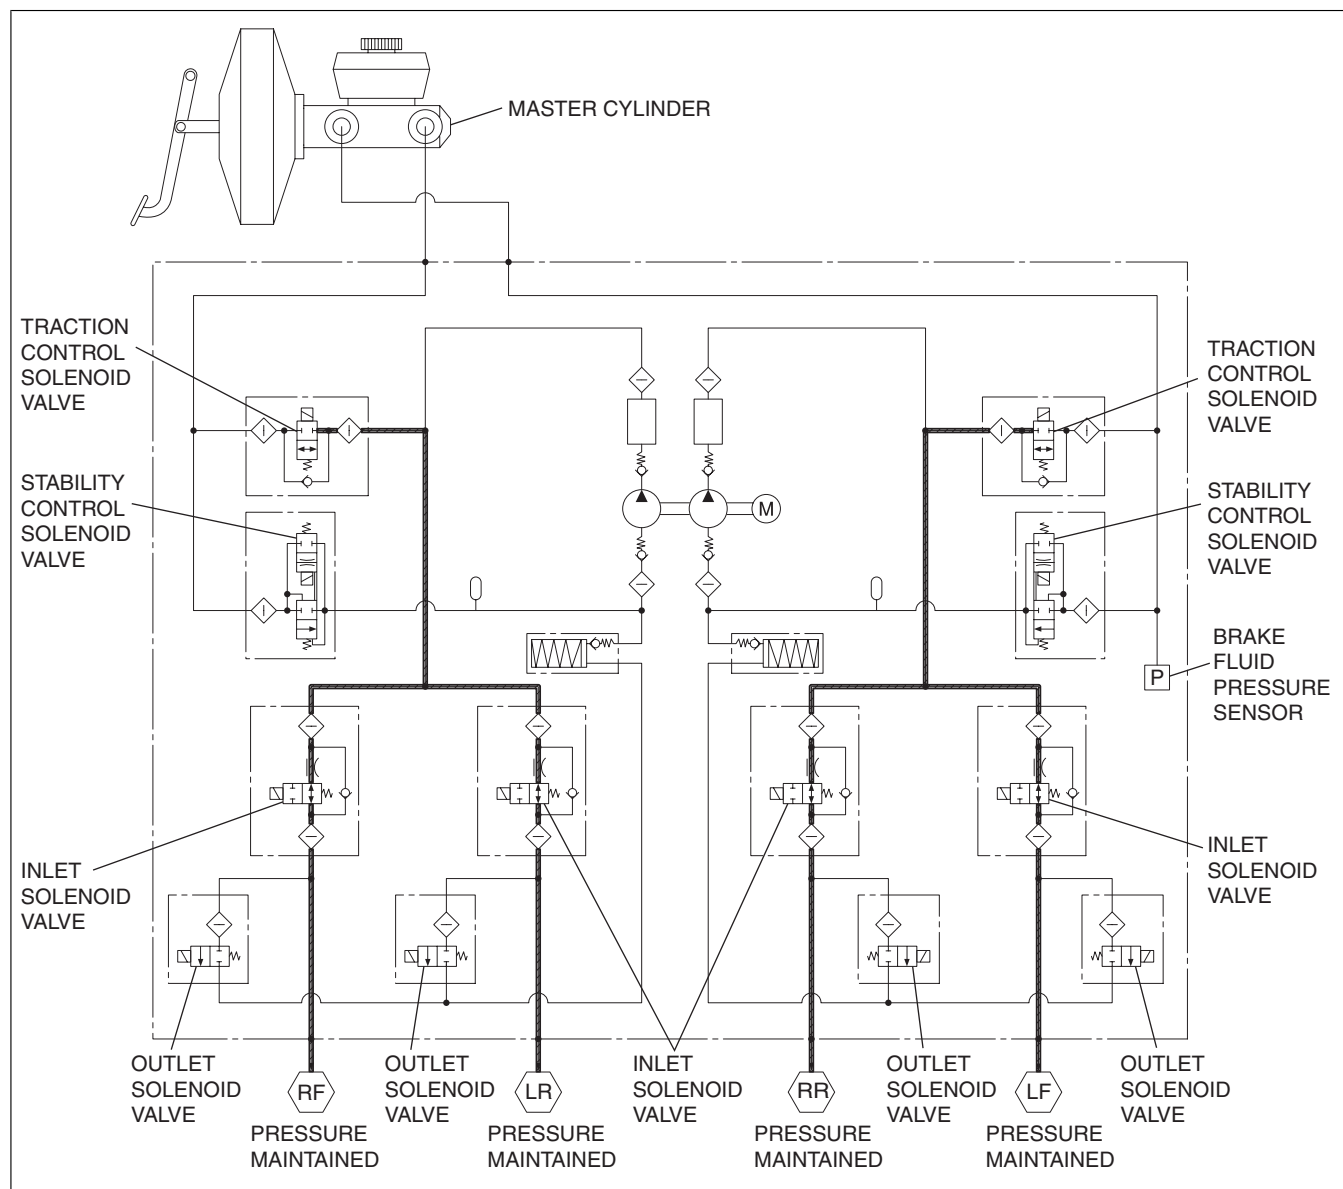 MASTER CYLINDER
TRACTION
CONTROL
SOLENOID
VALVE
TRACTION
CONTROL
SOLENOID
VALVE
STABILITY
CONTROL
SOLENOID
VALVE
STABILITY
CONTROL
SOLENOID
VALVE
M
BRAKE
FLUID
PRESSURE
SENSOR
P
INLET
SOLENOID
VALVE
INLET
SOLENOID
VALVE
OUTLET
SOLENOID
VALVE
RF
OUTLET
SOLENOID
VALVE
LR
INLET
SOLENOID
VALVE
RR
OUTLET
SOLENOID
VALVE
LF
OUTLET
SOLENOID
VALVE
PRESSURE
MAINTAINED
PRESSURE
MAINTAINED
PRESSURE
MAINTAINED
PRESSURE
MAINTAINED